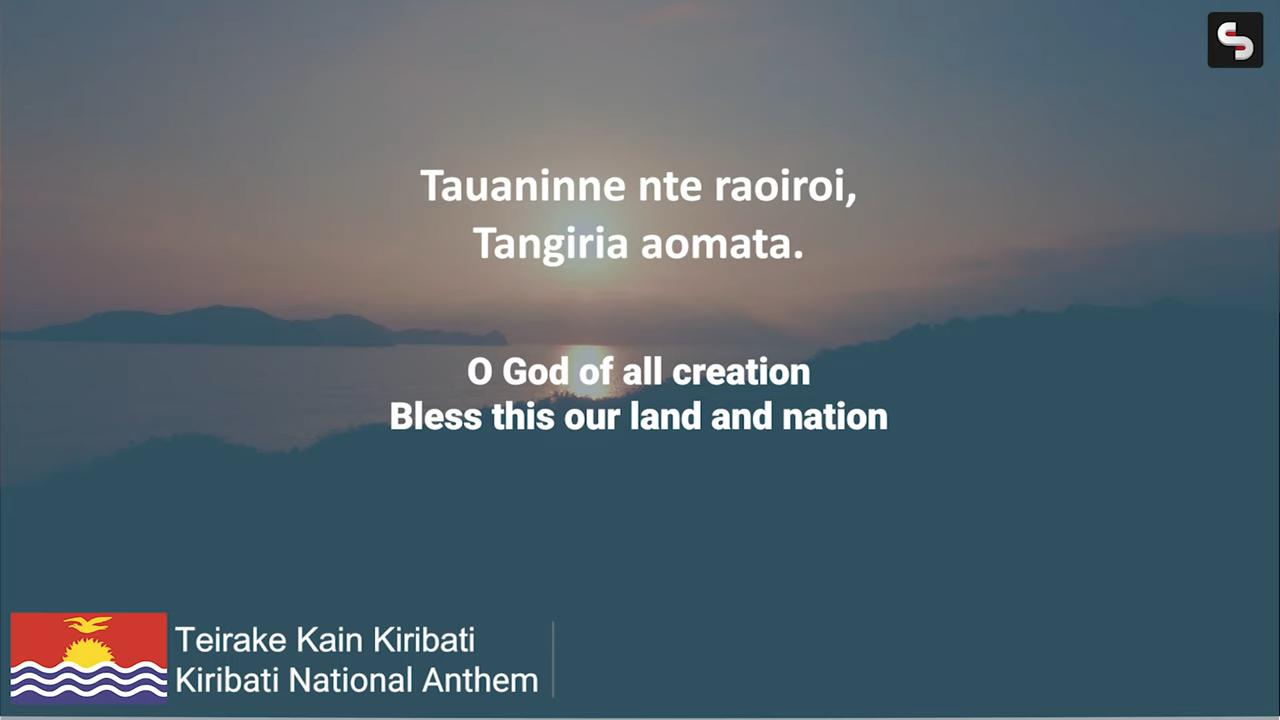 Tauaninne nte raoiroi,
Tangiria aomata.
O God of all creation
Bless this our land and nation
Teirake Kain Kiribati
Kiribati National Anthem